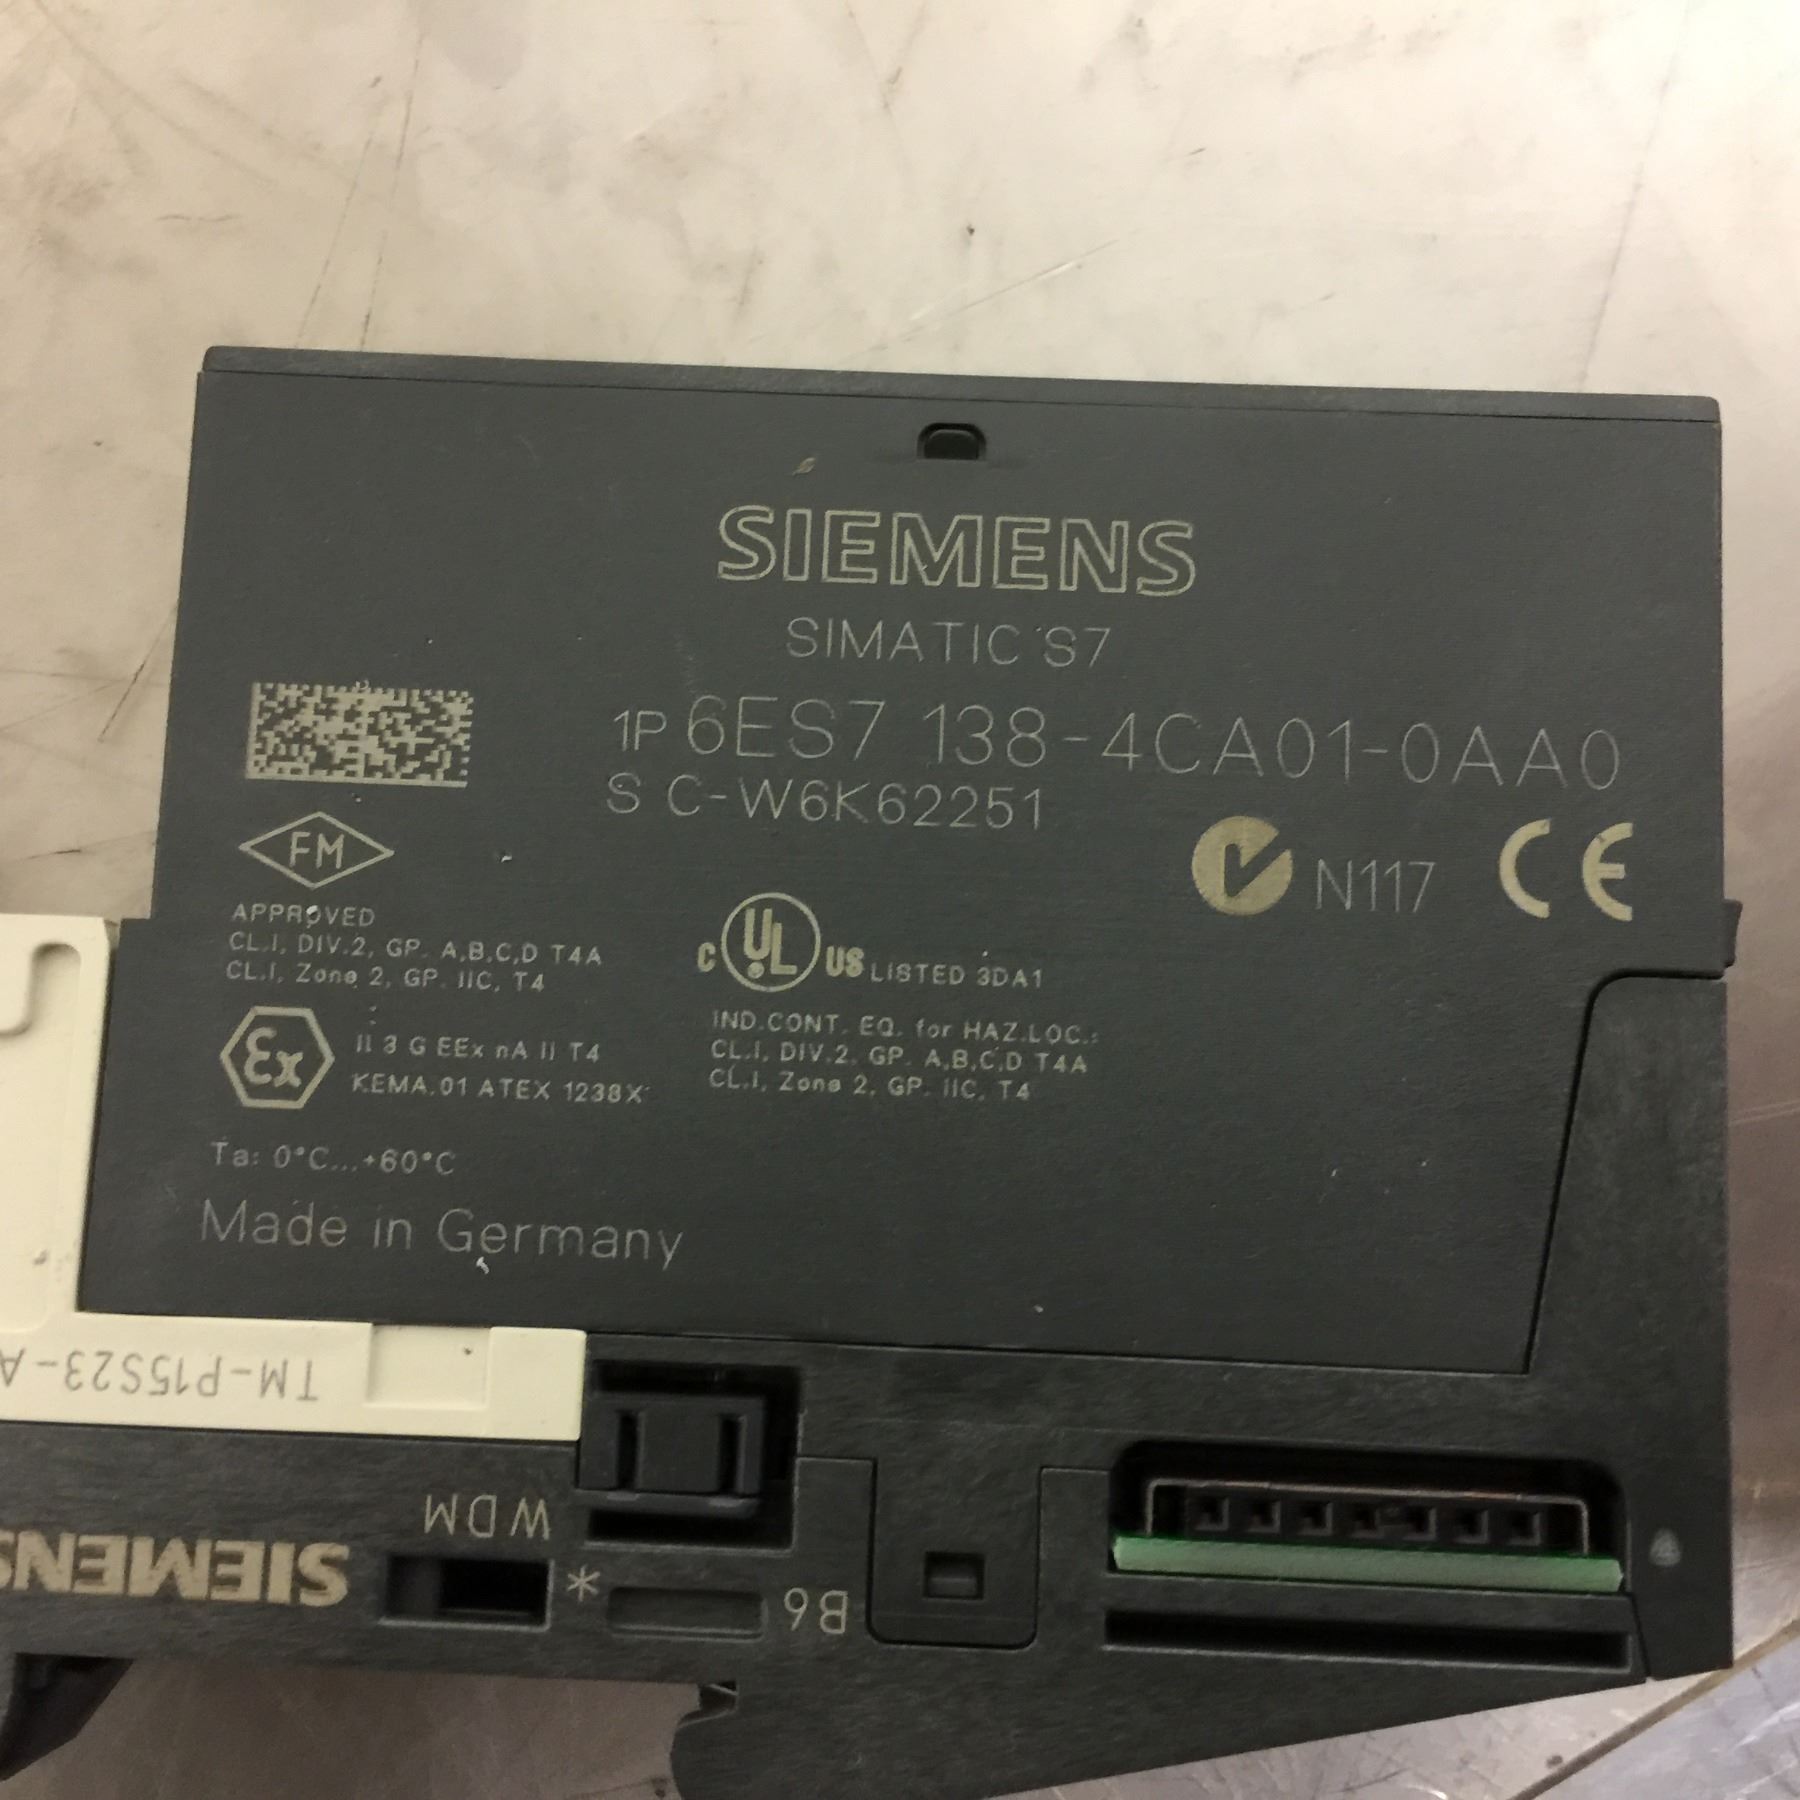 SIEMENS
SIMATIC S7
1P 6ES7 138-4CA01-0AA0
S C-W6K62251
FM
N117 CE
APPROVED
CL.I, DIV.2, GP. A,B,C,D T4A
CL.I, Zone 2, GP. IIC, T4
C UL US LISTED 3DA1
IND.CONT. EQ. for HAZ.LOC.:
CL.I, DIV.2, GP. A,B,C,D T4A
CL.I, Zone 2, GP. IIC, T4
Ex II 3 G EEx nA II T4
KEMA 01 ATEX 1238X
Ta: 0°C...+60°C
Made in Germany
TM-P15S23-A
WDM
SIEMENS
*
B6